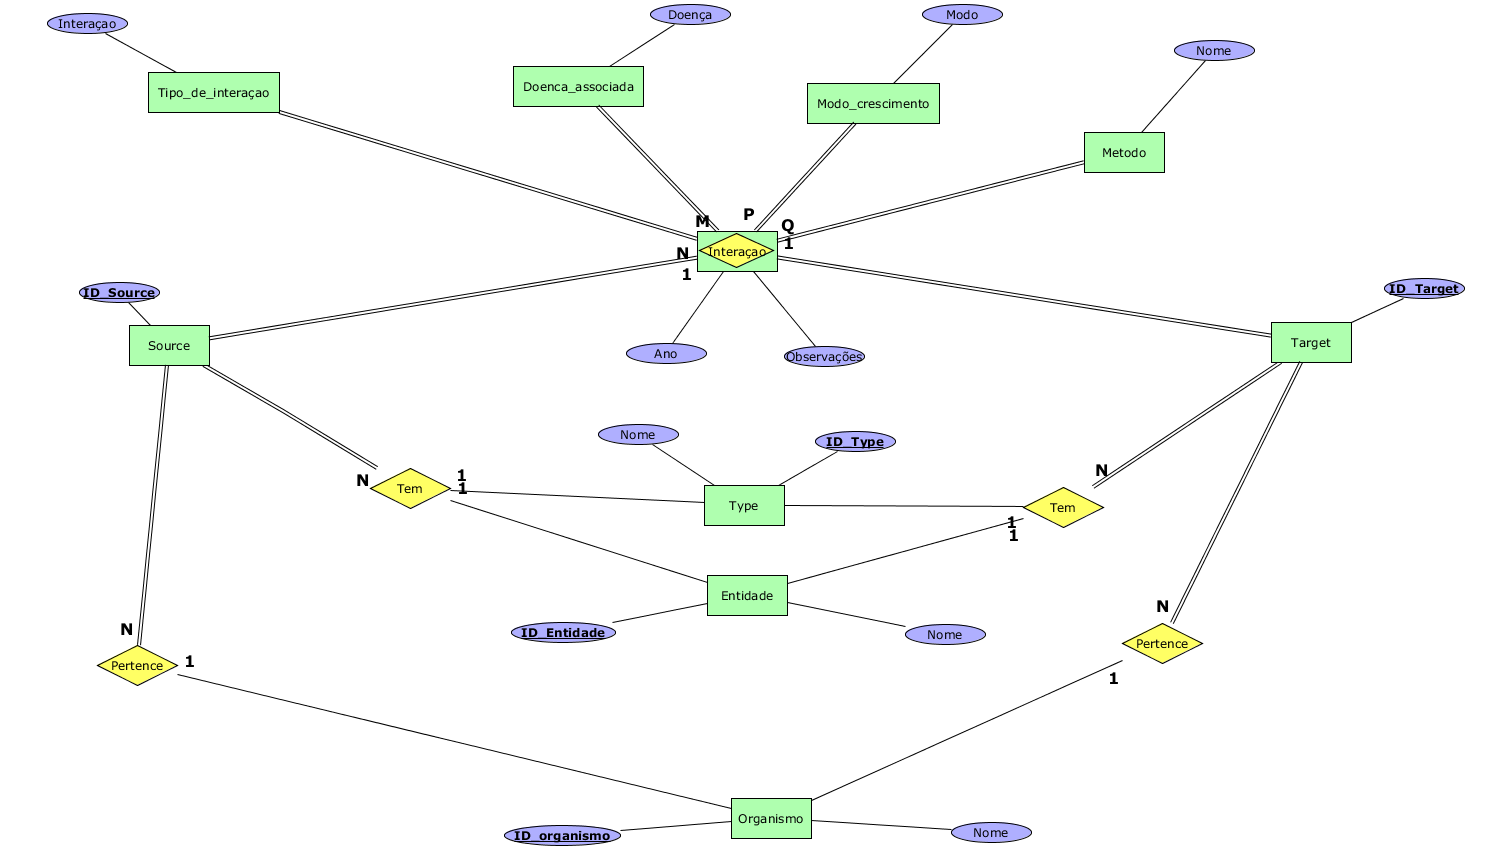 Interaçao
Doença
Modo
Nome
Tipo_de_interaçao
Doenca_associada
Modo_crescimento
Metodo
M
P
Q
N
Interaçao
1
1
ID_Source
ID_Target
Source
Ano
Observações
Target
Nome
ID_Type
N
Tem
1
1
Type
N
Tem
1
1
Entidade
ID_Entidade
Nome
N
Pertence
1
N
Pertence
1
Organismo
ID_organismo
Nome